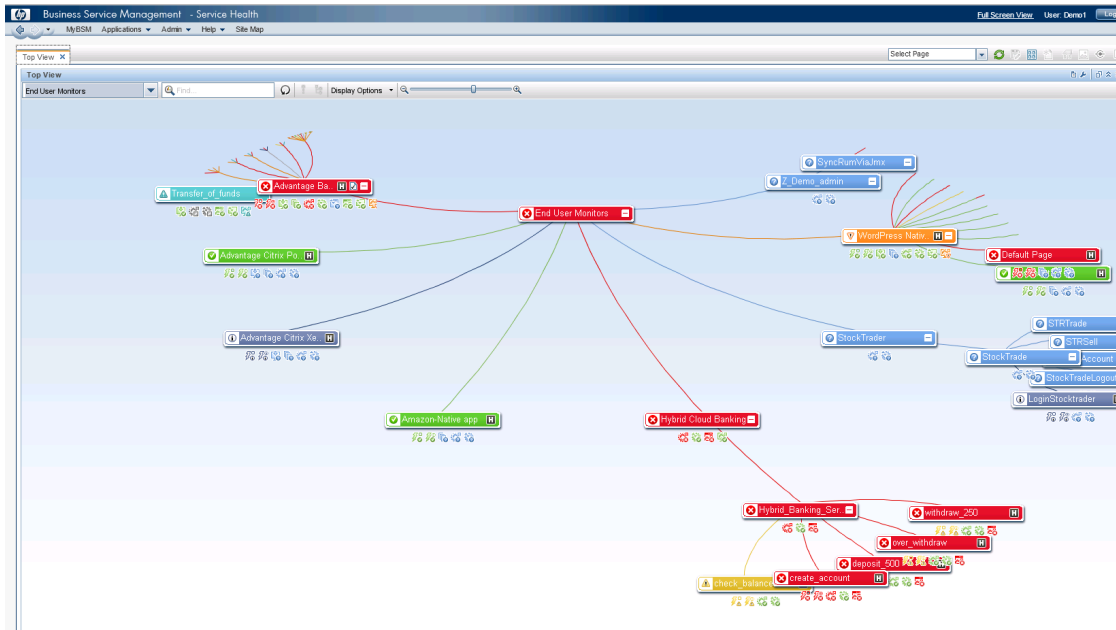 hp Business Service Management - Service Health
Full Screen View User: Demo1 Log
MyBSM Applications Admin Help Site Map
Top View
Select Page
Top View
End User Monitors Find... Display Options
SyncRumViaJmx
Z_Demo_admin
Advantage Ba.. H
Transfer_of_funds
End User Monitors
WordPress Nativ.. H
Advantage Citrix Po.. H
Default Page H
H
STRTrade
Advantage Citrix Xe.. H
StockTrader
STRSell
StockTrade
Account
StockTradeLogout
LoginStocktrader
Amazon-Native app H
Hybrid Cloud Banking
Hybrid_Banking_Ser..
withdraw_250 H
over_withdraw H
deposit_500 H
check_balance
create_account H